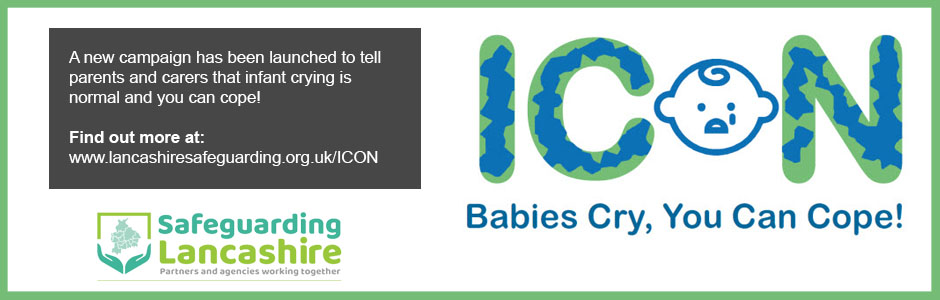 A new campaign has been launched to tell
parents and carers that infant crying is
normal and you can cope!
Find out more at:
www.lancashiresafeguarding.org.uk/ICON
Safeguarding
Lancashire
Partners and agencies working together
ICON
Babies Cry, You Can Cope!